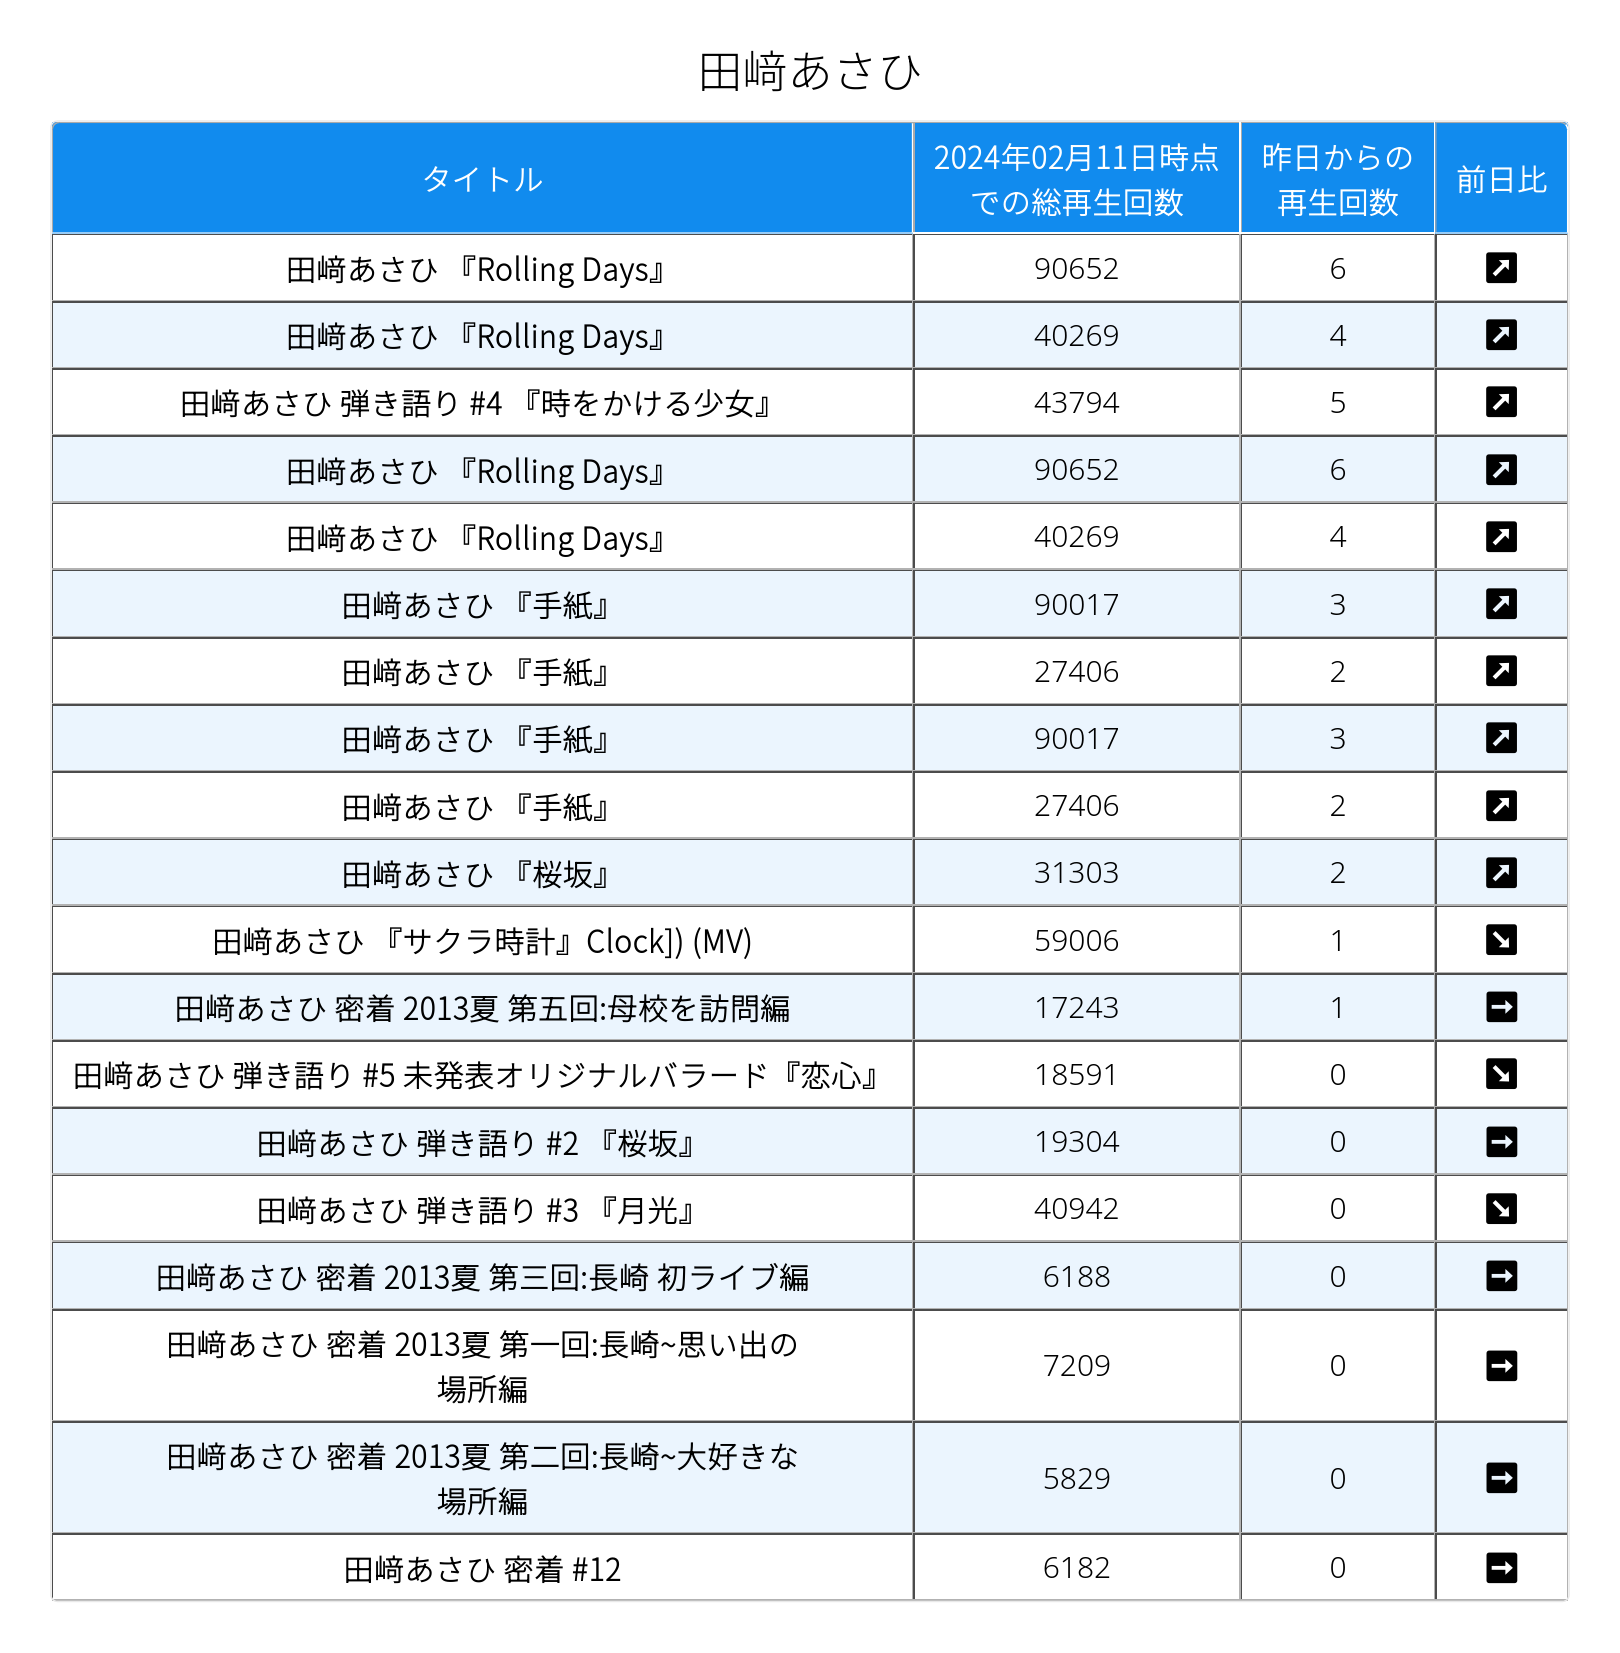 田﨑あさひ
タイトル 2024年02月11日時点 昨日からの 前日比
での総再生回数 再生回数
田﨑あさひ 『Rolling Days』 90652 6 ↗
田﨑あさひ 『Rolling Days』 40269 4 ↗
田﨑あさひ 弾き語り #4 『時をかける少女』 43794 5 ↗
田﨑あさひ 『Rolling Days』 90652 6 ↗
田﨑あさひ 『Rolling Days』 40269 4 ↗
田﨑あさひ 『手紙』 90017 3 ↗
田﨑あさひ 『手紙』 27406 2 ↗
田﨑あさひ 『手紙』 90017 3 ↗
田﨑あさひ 『手紙』 27406 2 ↗
田﨑あさひ 『桜坂』 31303 2 ↗
田﨑あさひ 『サクラ時計』Clock]) (MV) 59006 1 ↘
田﨑あさひ 密着 2013夏 第五回:母校を訪問編 17243 1 →
田﨑あさひ 弾き語り #5 未発表オリジナルバラード『恋心』 18591 0 ↘
田﨑あさひ 弾き語り #2 『桜坂』 19304 0 →
田﨑あさひ 弾き語り #3 『月光』 40942 0 ↘
田﨑あさひ 密着 2013夏 第三回:長崎 初ライブ編 6188 0 →
田﨑あさひ 密着 2013夏 第一回:長崎~思い出の
場所編 7209 0 →
田﨑あさひ 密着 2013夏 第二回:長崎~大好きな
場所編 5829 0 →
田﨑あさひ 密着 #12 6182 0 →